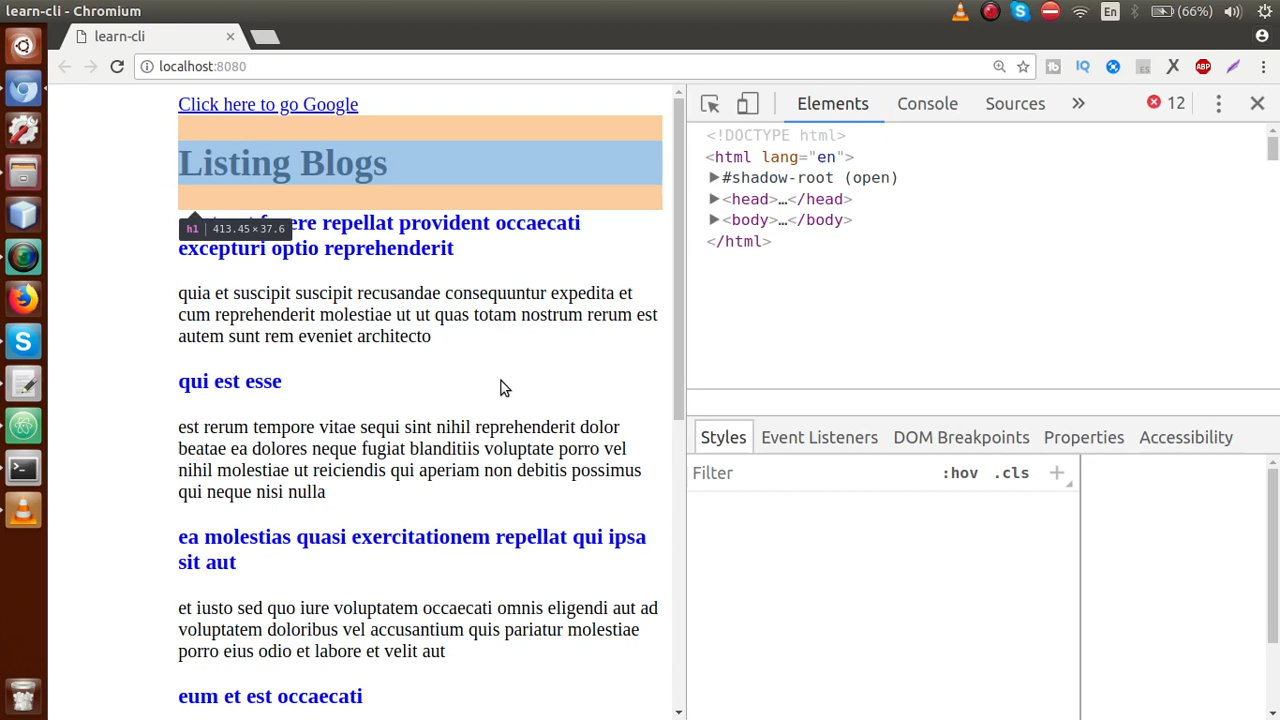 learn-cli - Chromium
En
(66%)
learn-cli
localhost:8080
fb
IQ
ABP
Click here to go Google
Listing Blogs
h1 413.45×37.6
ere repellat provident occaecati
excepturi optio reprehenderit
quia et suscipit suscipit recusandae consequuntur expedita et
cum reprehenderit molestiae ut ut quas totam nostrum rerum est
autem sunt rem eveniet architecto
qui est esse
est rerum tempore vitae sequi sint nihil reprehenderit dolor
beatae ea dolores neque fugiat blanditiis voluptate porro vel
nihil molestiae ut reiciendis qui aperiam non debitis possimus
qui neque nisi nulla
ea molestias quasi exercitationem repellat qui ipsa
sit aut
et iusto sed quo iure voluptatem occaecati omnis eligendi aut ad
voluptatem doloribus vel accusantium quis pariatur molestiae
porro eius odio et labore et velit aut
eum et est occaecati
Elements Console Sources » 12
<!DOCTYPE html>
<html lang="en">
#shadow-root (open)
<head>…</head>
<body>…</body>
</html>
Styles Event Listeners DOM Breakpoints Properties Accessibility
Filter :hov .cls +